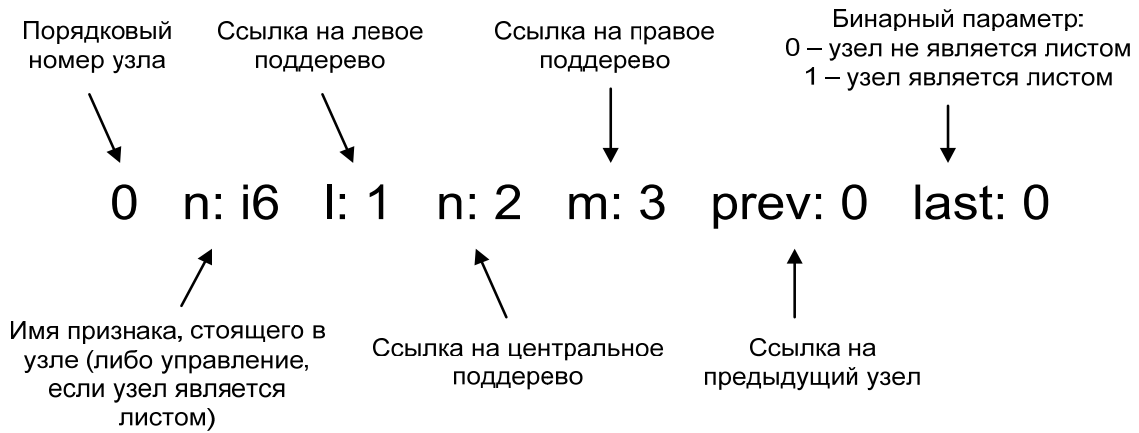 Порядковый
номер узла
Ссылка на левое
поддерево
Ссылка на правое
поддерево
Бинарный параметр:
0 – узел не является листом
1 – узел является листом
0 n: i6 l: 1 n: 2 m: 3 prev: 0 last: 0
Имя признака, стоящего в
узле (либо управление,
если узел является
листом)
Ссылка на центральное
поддерево
Ссылка на
предыдущий узел